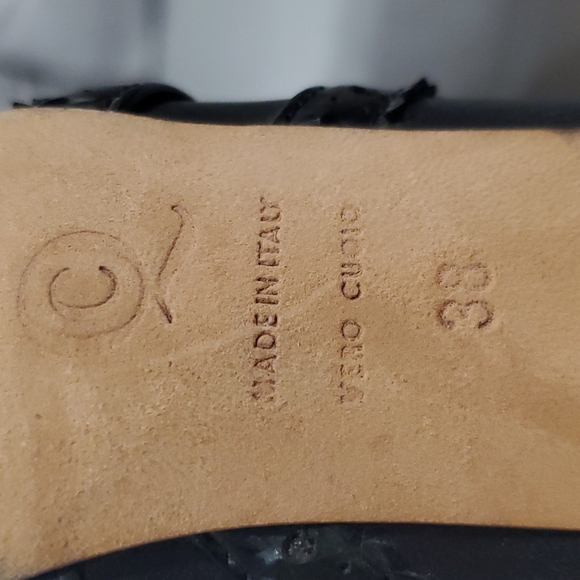 Q
MADE IN ITALY
VERO CUOIO
38